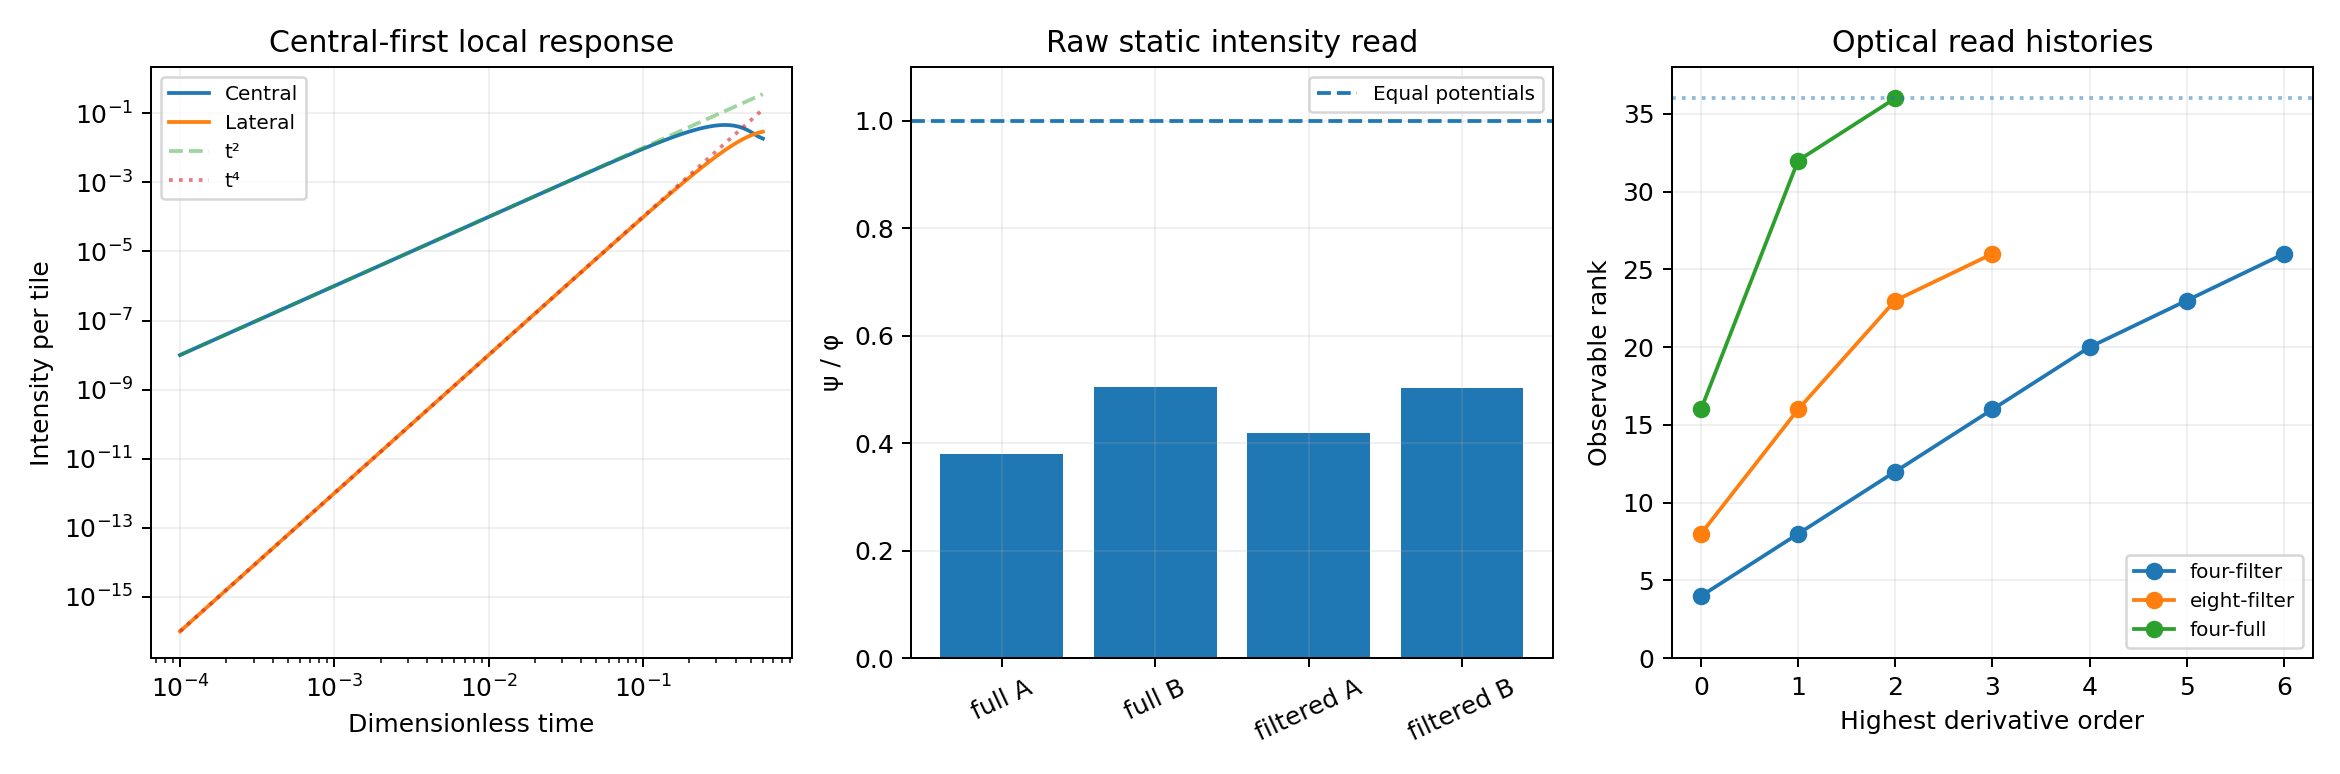 Central-first local response
Central
Lateral
t²
t⁴
10⁻¹
10⁻³
10⁻⁵
10⁻⁷
10⁻⁹
10⁻¹¹
10⁻¹³
10⁻¹⁵
Intensity per tile
10⁻⁴ 10⁻³ 10⁻² 10⁻¹
Dimensionless time
Raw static intensity read
Equal potentials
1.0
0.8
0.6
0.4
0.2
0.0
ψ / φ
full A full B filtered A filtered B
Optical read histories
35
30
25
20
15
10
5
0
Observable rank
four-filter
eight-filter
four-full
0 1 2 3 4 5 6
Highest derivative order